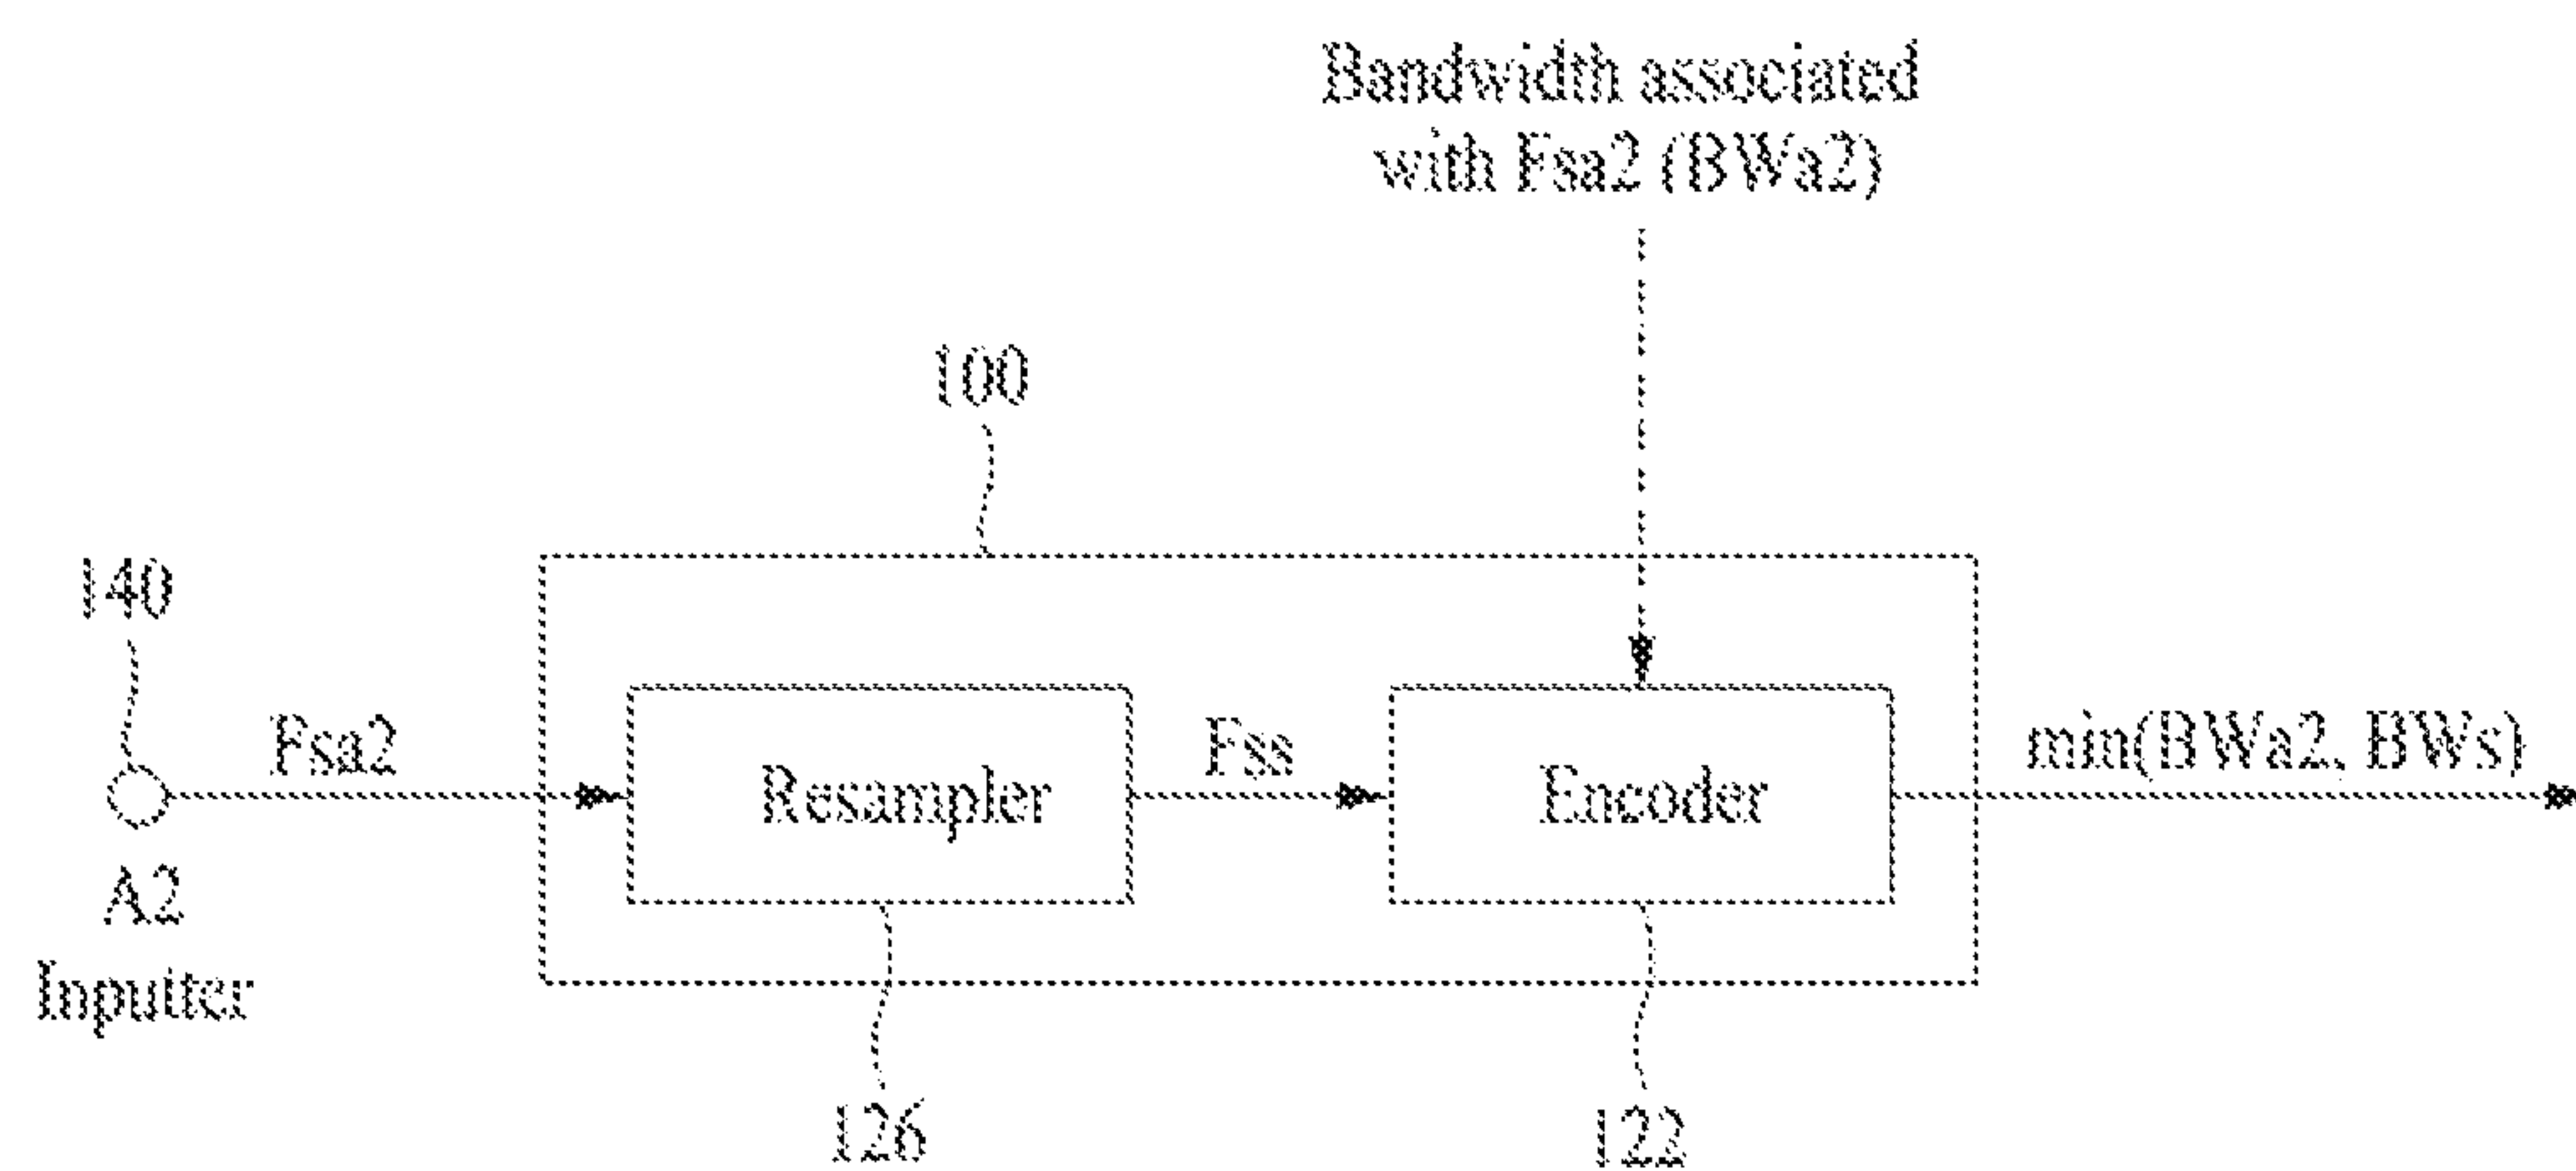 Bandwidth associated
with Fsa2 (BWa2)
100
140
Fsa2
Resampler
Fss
Encoder
min(BWa2, BWs)
A2
Inputter
126
122